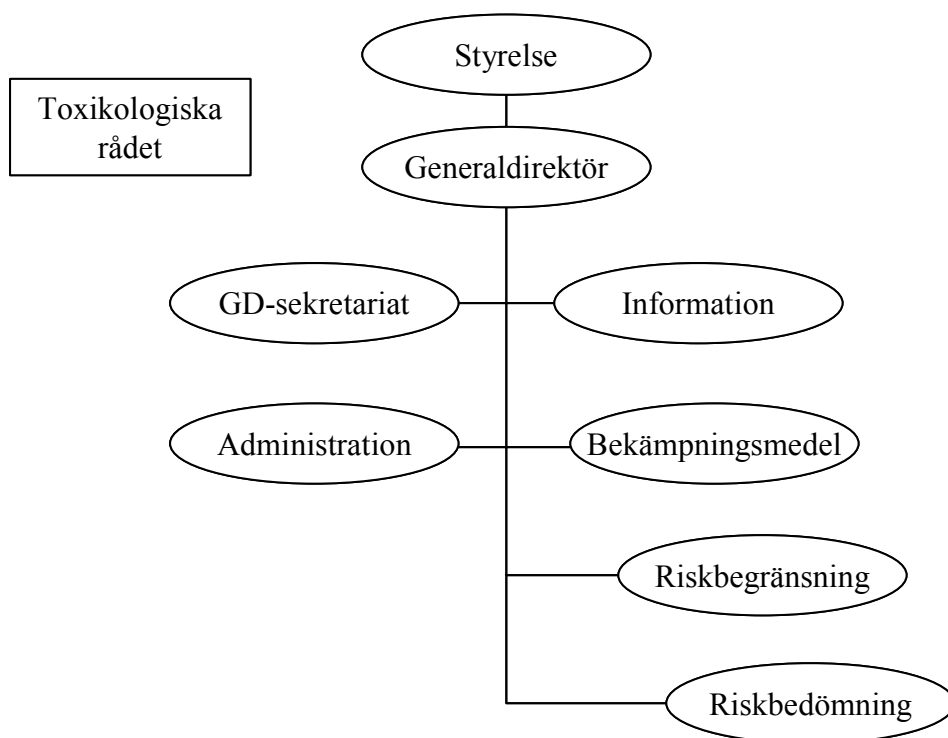 Styrelse
Toxikologiska
rådet
Generaldirektör
GD-sekretariat
Information
Administration
Bekämpningsmedel
Riskbegränsning
Riskbedömning